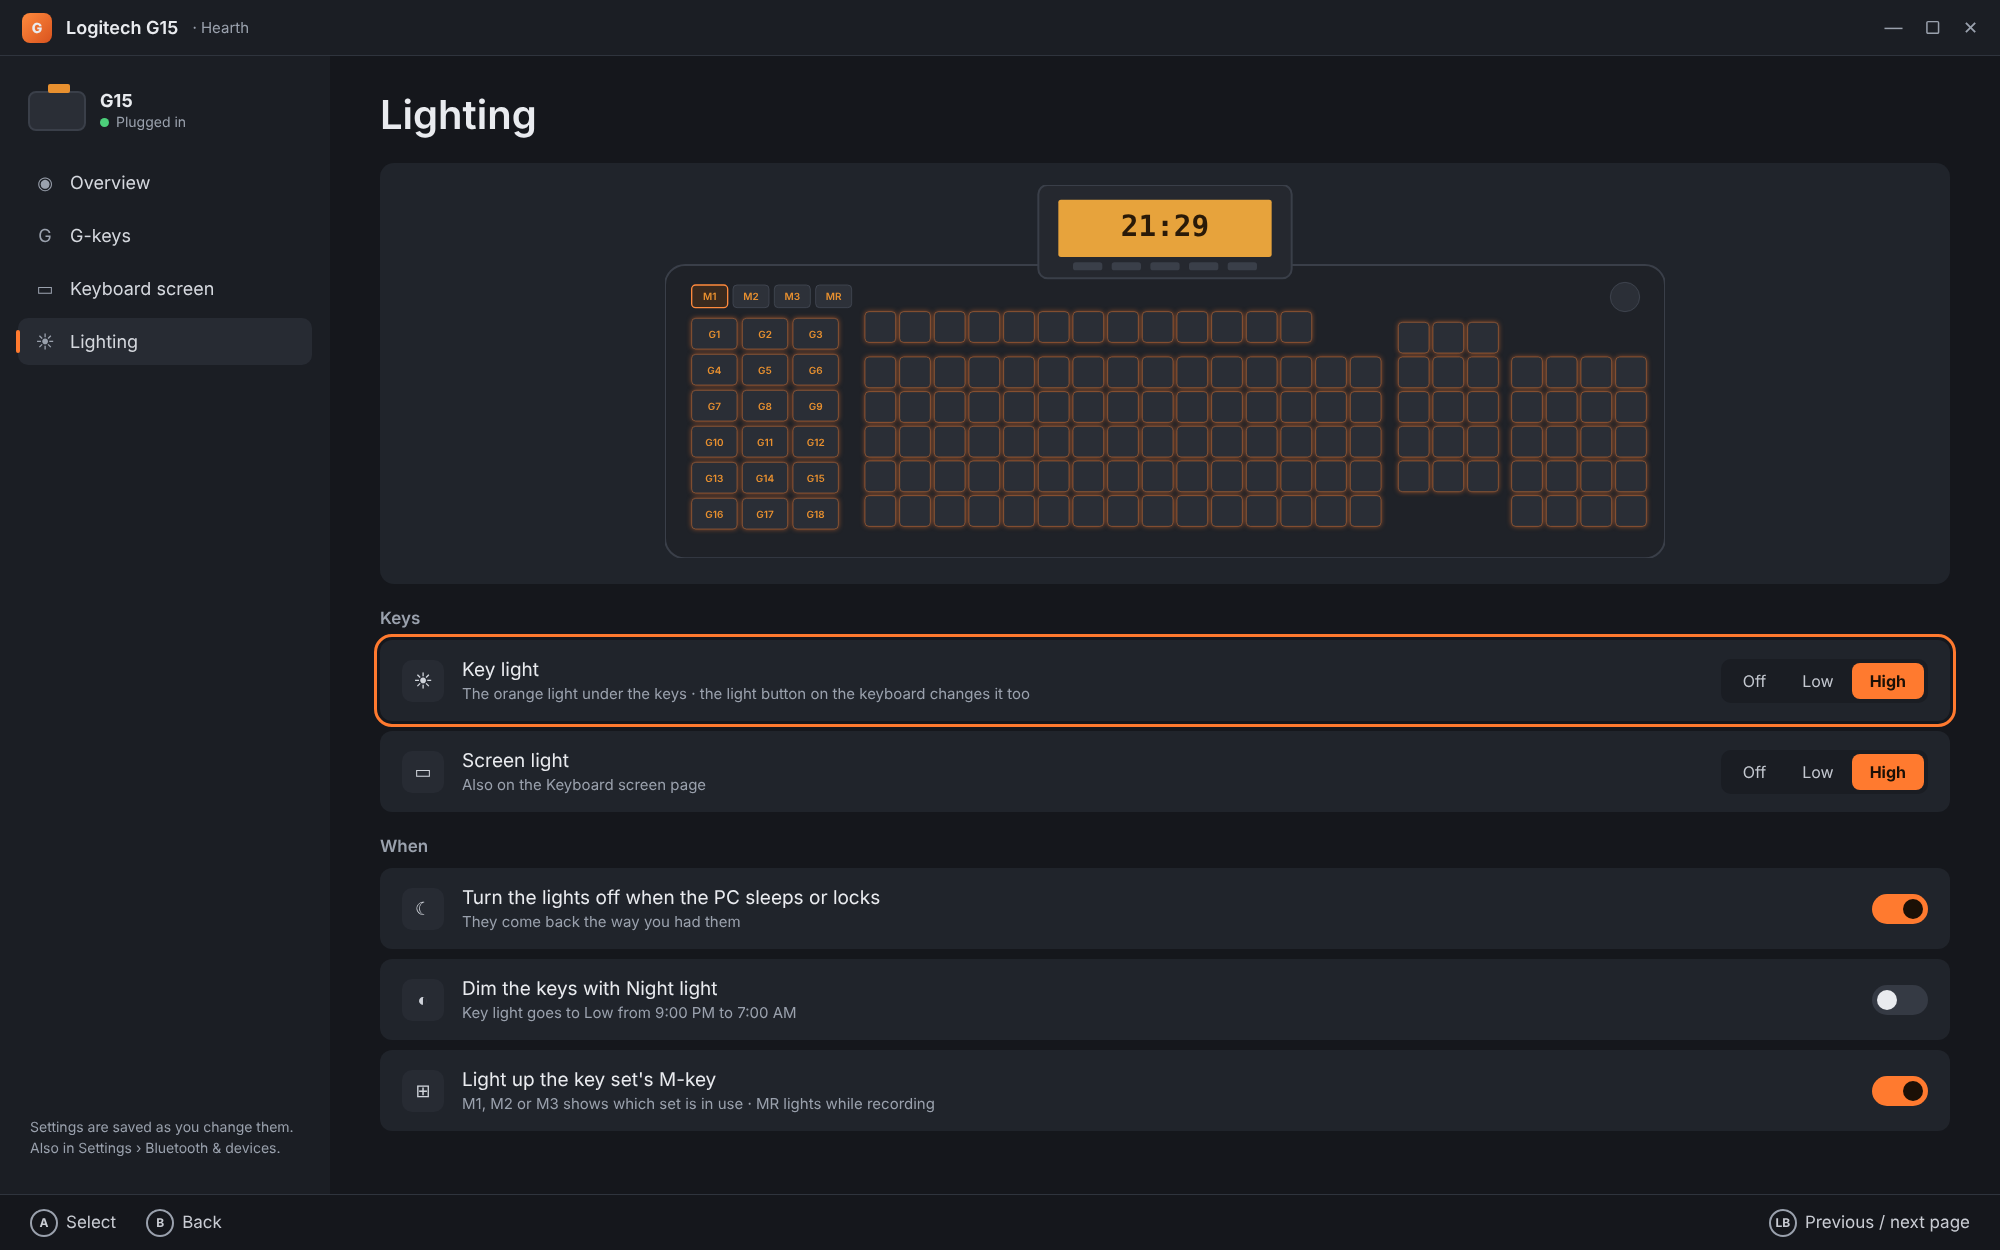 G Logitech G15 · Hearth
G15
Plugged in
Overview
G G-keys
Keyboard screen
Lighting
Settings are saved as you change them.
Also in Settings › Bluetooth & devices.
Lighting
21:29
M1 M2 M3 MR
G1 G2 G3
G4 G5 G6
G7 G8 G9
G10 G11 G12
G13 G14 G15
G16 G17 G18
Keys
Key light
The orange light under the keys · the light button on the keyboard changes it too
Off Low High
Screen light
Also on the Keyboard screen page
Off Low High
When
Turn the lights off when the PC sleeps or locks
They come back the way you had them
Dim the keys with Night light
Key light goes to Low from 9:00 PM to 7:00 AM
Light up the key set's M-key
M1, M2 or M3 shows which set is in use · MR lights while recording
A Select B Back
LB Previous / next page